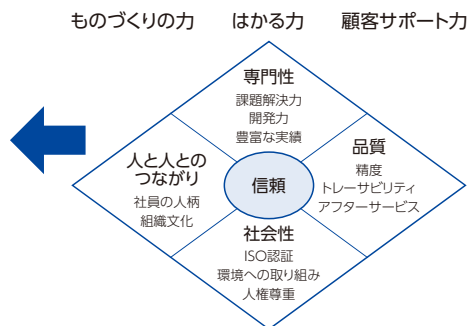 ものづくりの力 はかる力 顧客サポート力
専門性
課題解決力
開発力
豊富な実績
人と人との
つながり
社員の人柄
組織文化
信頼
品質
精度
トレーサビリティ
アフターサービス
社会性
ISO認証
環境への取り組み
人権尊重